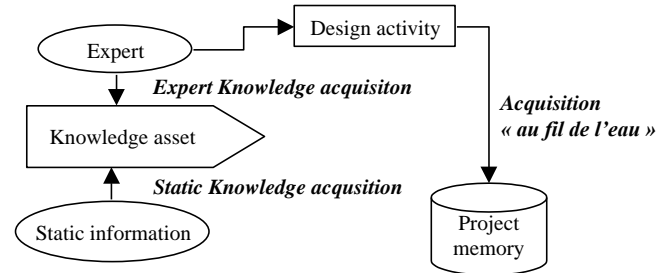 Design activity
Expert
Expert Knowledge acquisiton
Acquisition
« au fil de l’eau »
Knowledge asset
Static Knowledge acqusition
Static information
Project
memory